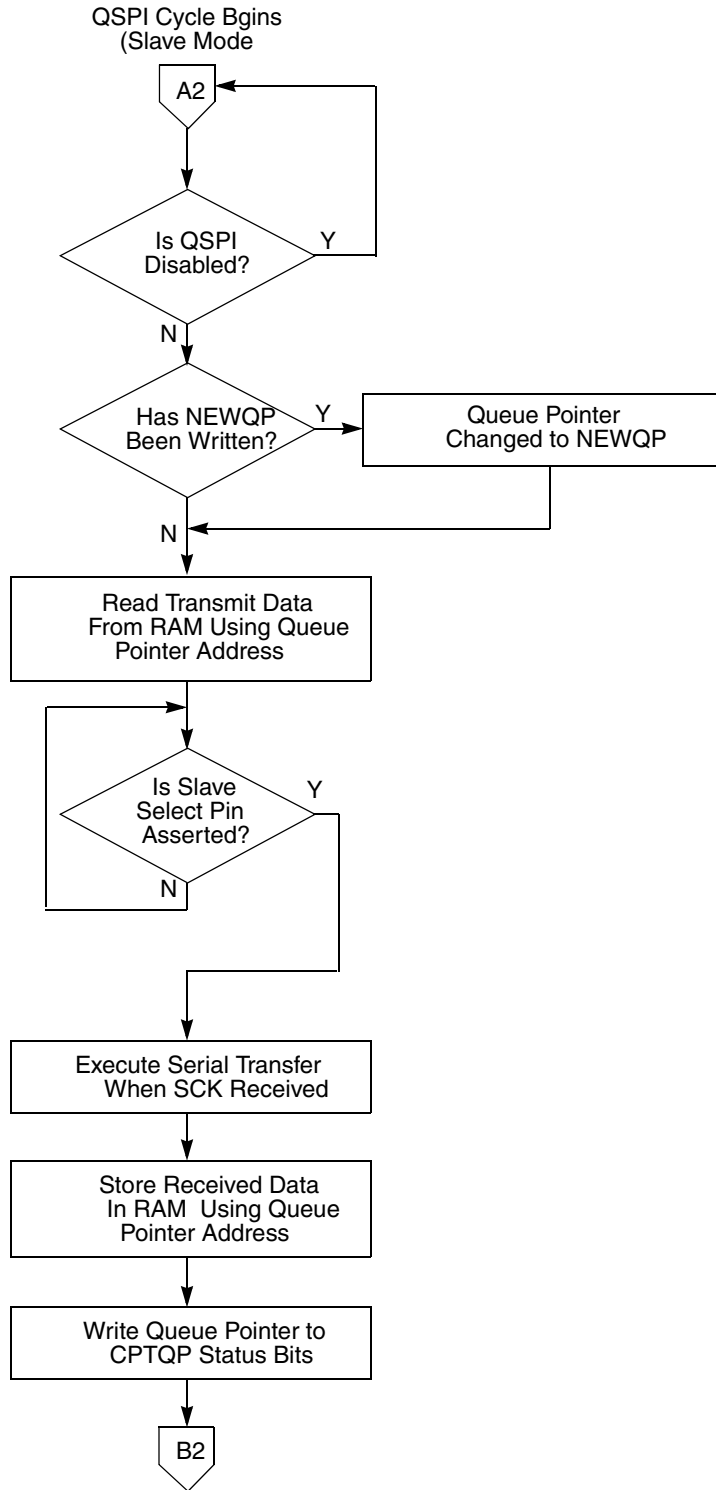 QSPI Cycle Bgins
(Slave Mode
A2
Is QSPI
Disabled?
Y
N
Has NEWQP
Been Written?
Y
Queue Pointer
Changed to NEWQP
N
Read Transmit Data
From RAM Using Queue
Pointer Address
Is Slave
Select Pin
Asserted?
Y
N
Execute Serial Transfer
When SCK Received
Store Received Data
In RAM Using Queue
Pointer Address
Write Queue Pointer to
CPTQP Status Bits
B2